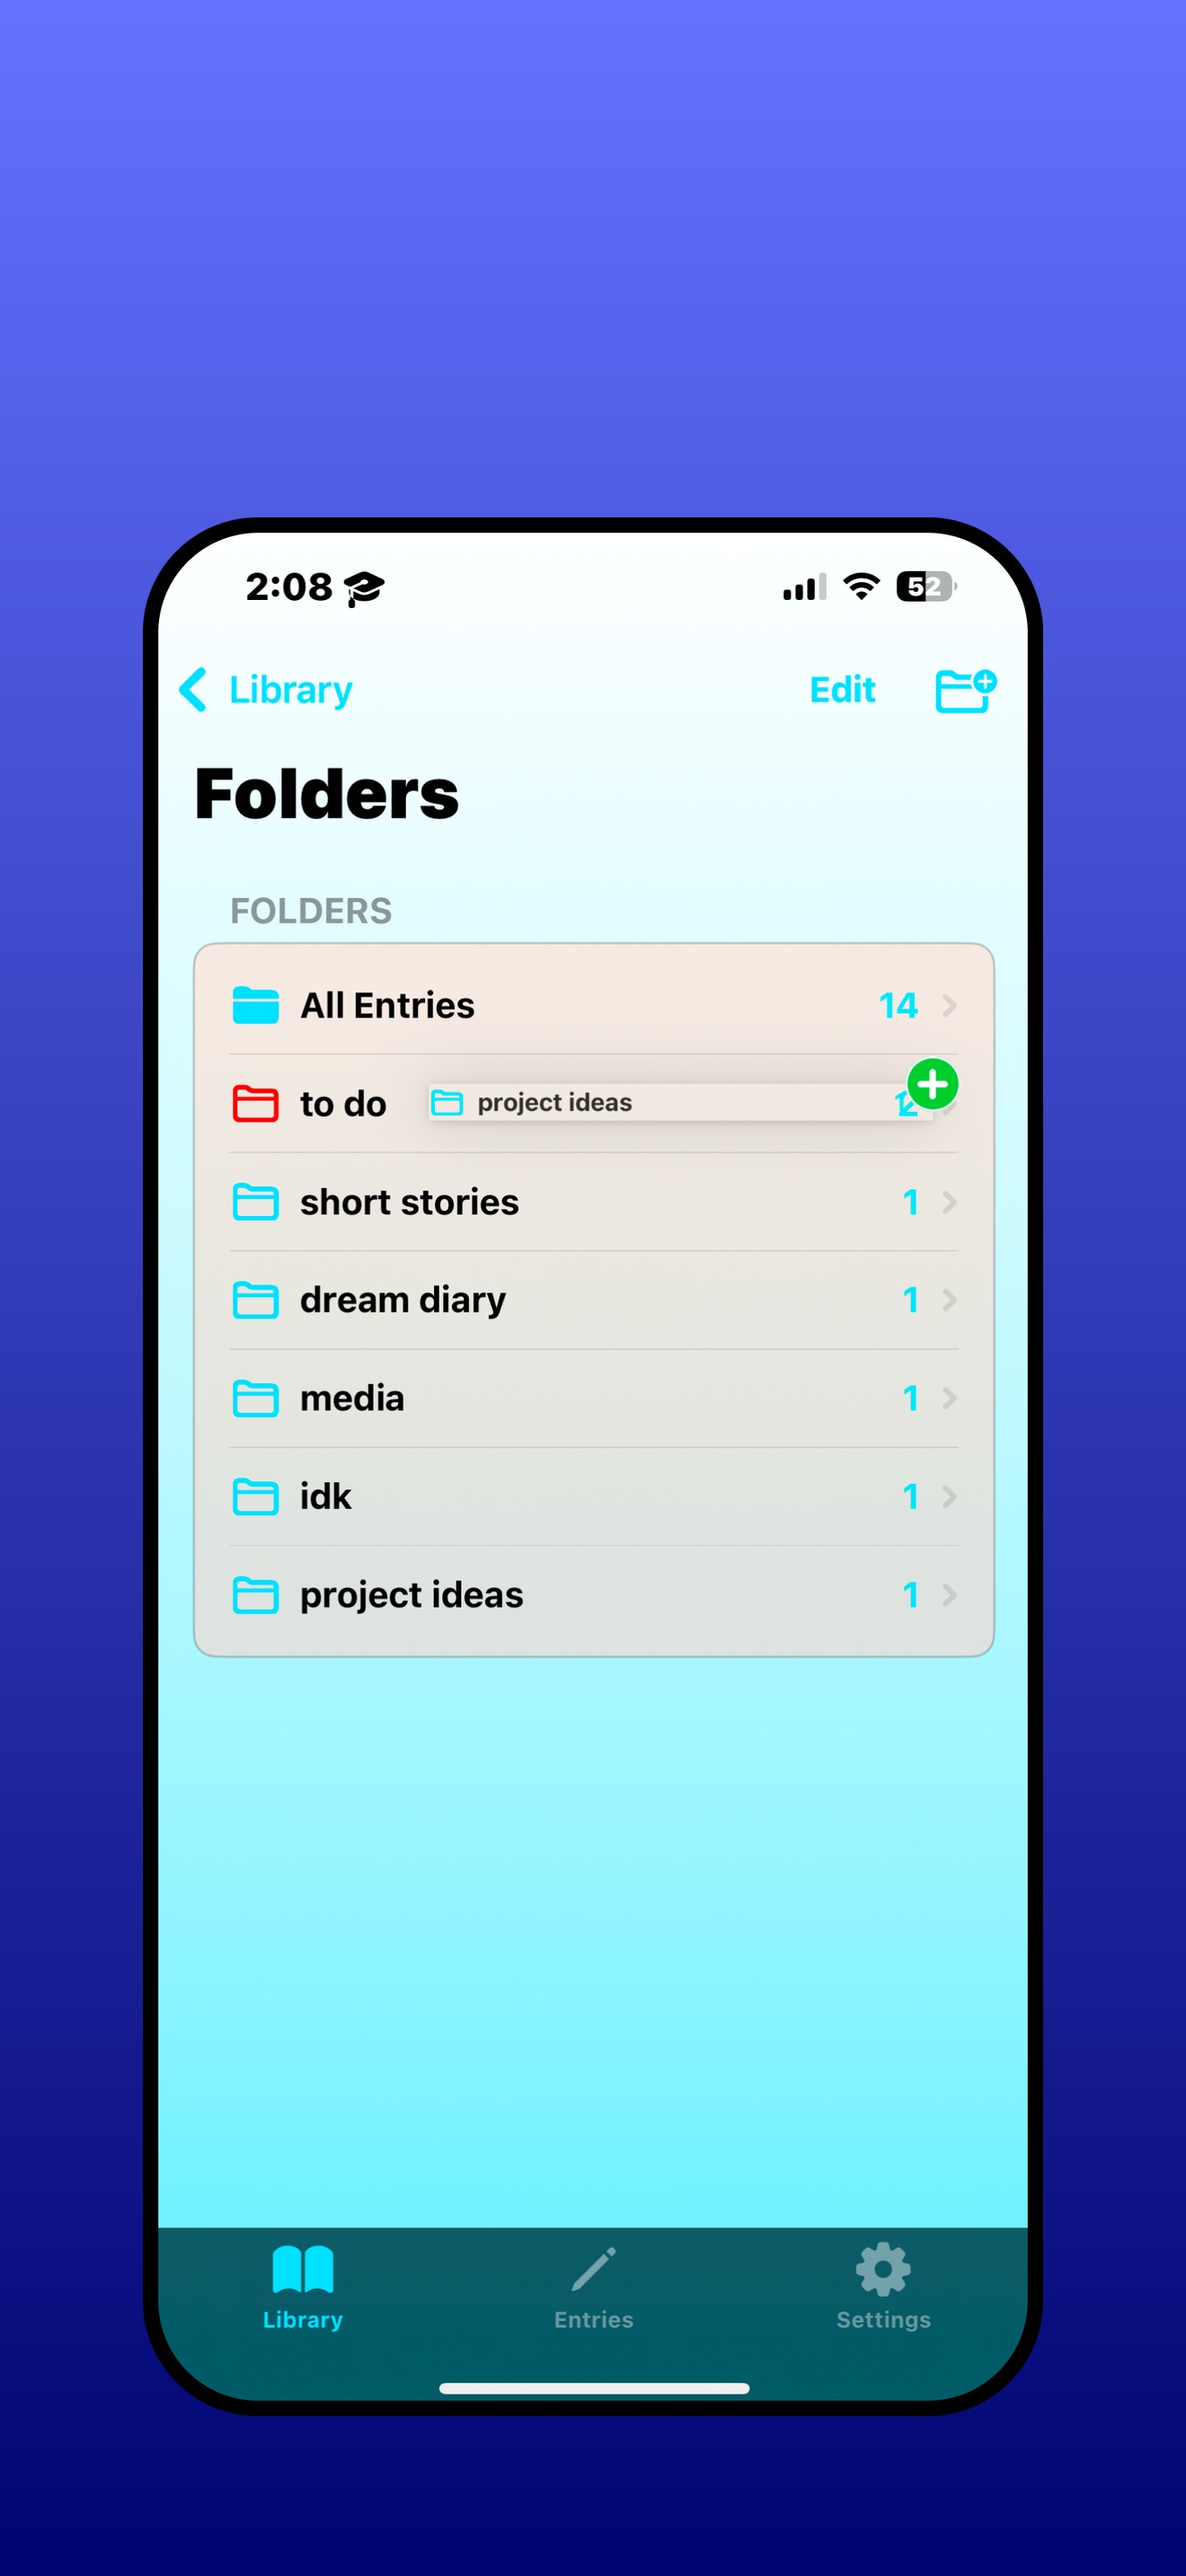 2:08
52
Library
Edit
Folders
FOLDERS
All Entries 14
to do
project ideas
short stories 1
dream diary 1
media 1
idk 1
project ideas 1
Library
Entries
Settings